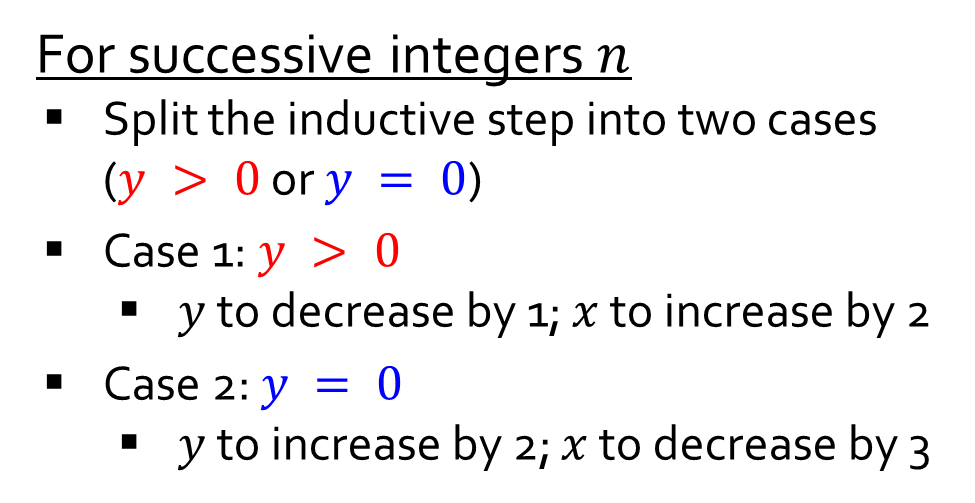 For successive integers n
▪ Split the inductive step into two cases
(y > 0 or y = 0)
▪ Case 1: y > 0
▪ y to decrease by 1; x to increase by 2
▪ Case 2: y = 0
▪ y to increase by 2; x to decrease by 3